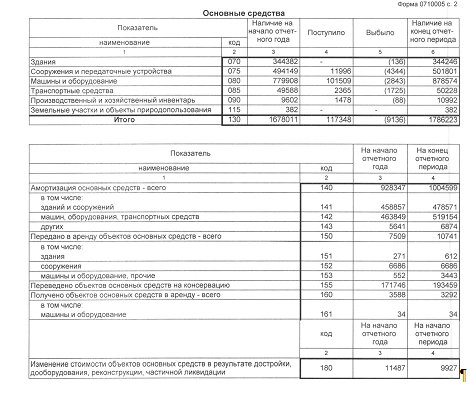 Форма 0710005 с. 2
Основные средства
Показатель Наличие на начало отчетного года Поступило Выбыло Наличие на конец отчетного периода
наименование код
1 2 3 4 5 6
Здания 070 344382 - (136) 344246
Сооружения и передаточные устройства 075 494149 11996 (4344) 501801
Машины и оборудование 080 779908 101509 (2843) 878574
Транспортные средства 085 49588 2365 (1725) 50228
Производственный и хозяйственный инвентарь 090 9602 1478 (88) 10992
Земельные участки и объекты природопользования 115 382 - - 382
Итого 130 1678011 117348 (9136) 1786223
Показатель На начало отчетного года На конец отчетного периода
наименование код
1 2 3 4
Амортизация основных средств - всего 140 928347 1004599
в том числе:
зданий и сооружений 141 458857 478571
машин, оборудования, транспортных средств 142 463849 519154
других 143 5641 6874
Передано в аренду объектов основных средств - всего 150 7509 10741
в том числе:
здания 151 271 612
сооружения 152 6686 6686
машины и оборудование, прочие 153 552 3443
Переведено объектов основных средств на консервацию 155 171746 193459
Получено объектов основных средств в аренду - всего 160 3588 3292
в том числе:
машины и оборудование 161 34 34
код На начало отчетного года На начало отчетного периода
2 3 4
Изменение стоимости объектов основных средств в результате достройки,
дооборудования, реконструкции, частичной ликвидации 180 11487 9927
¶